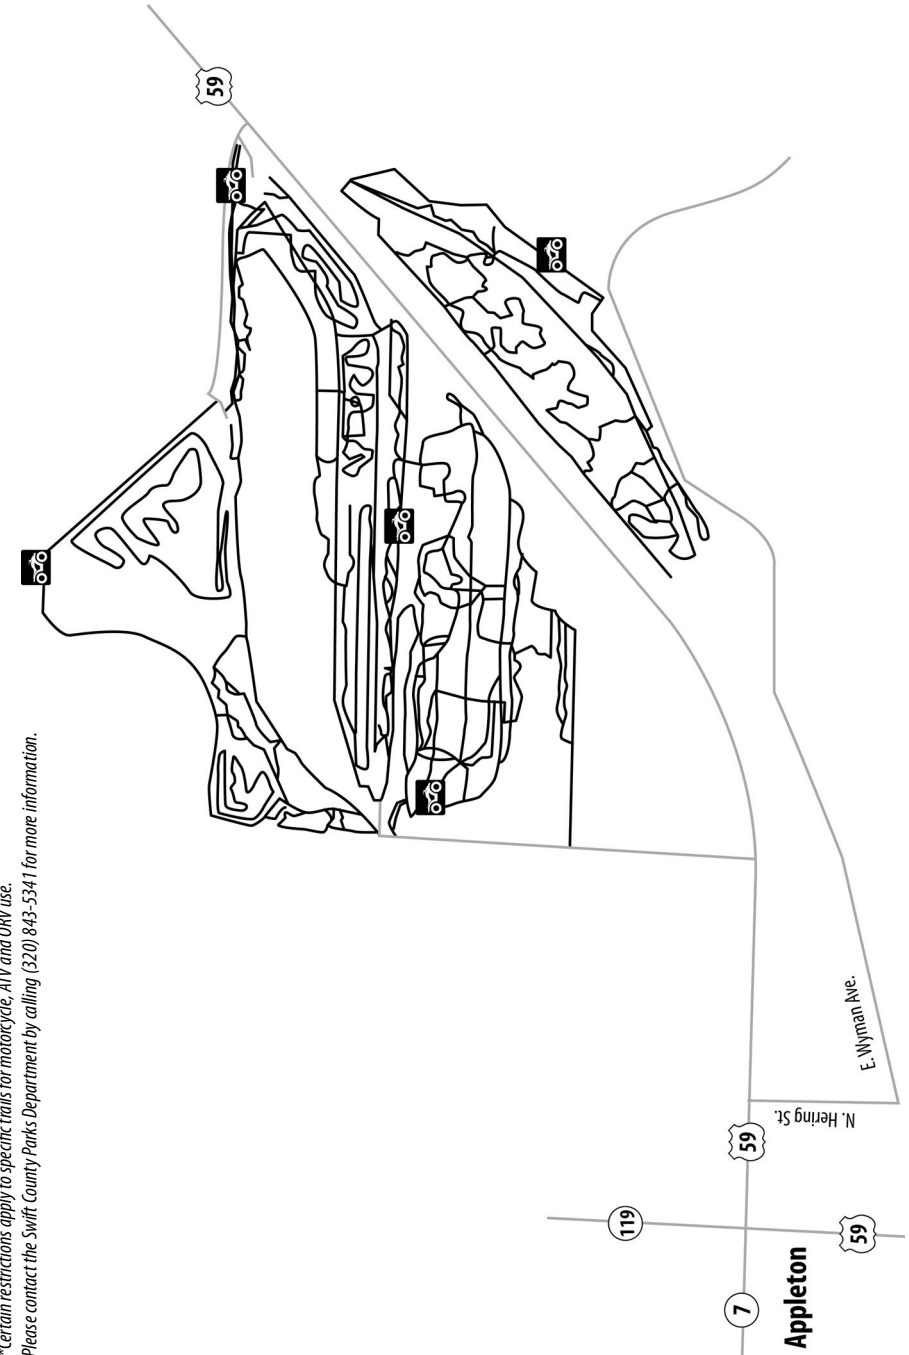 *Certain restrictions apply to specific trails for motorcycle, ATV and ORV use.
Please contact the Swift County Parks Department by calling (320) 843-5341 for more information.
59
E. Wyman Ave.
N. Hering St.
59
119
59
7
Appleton